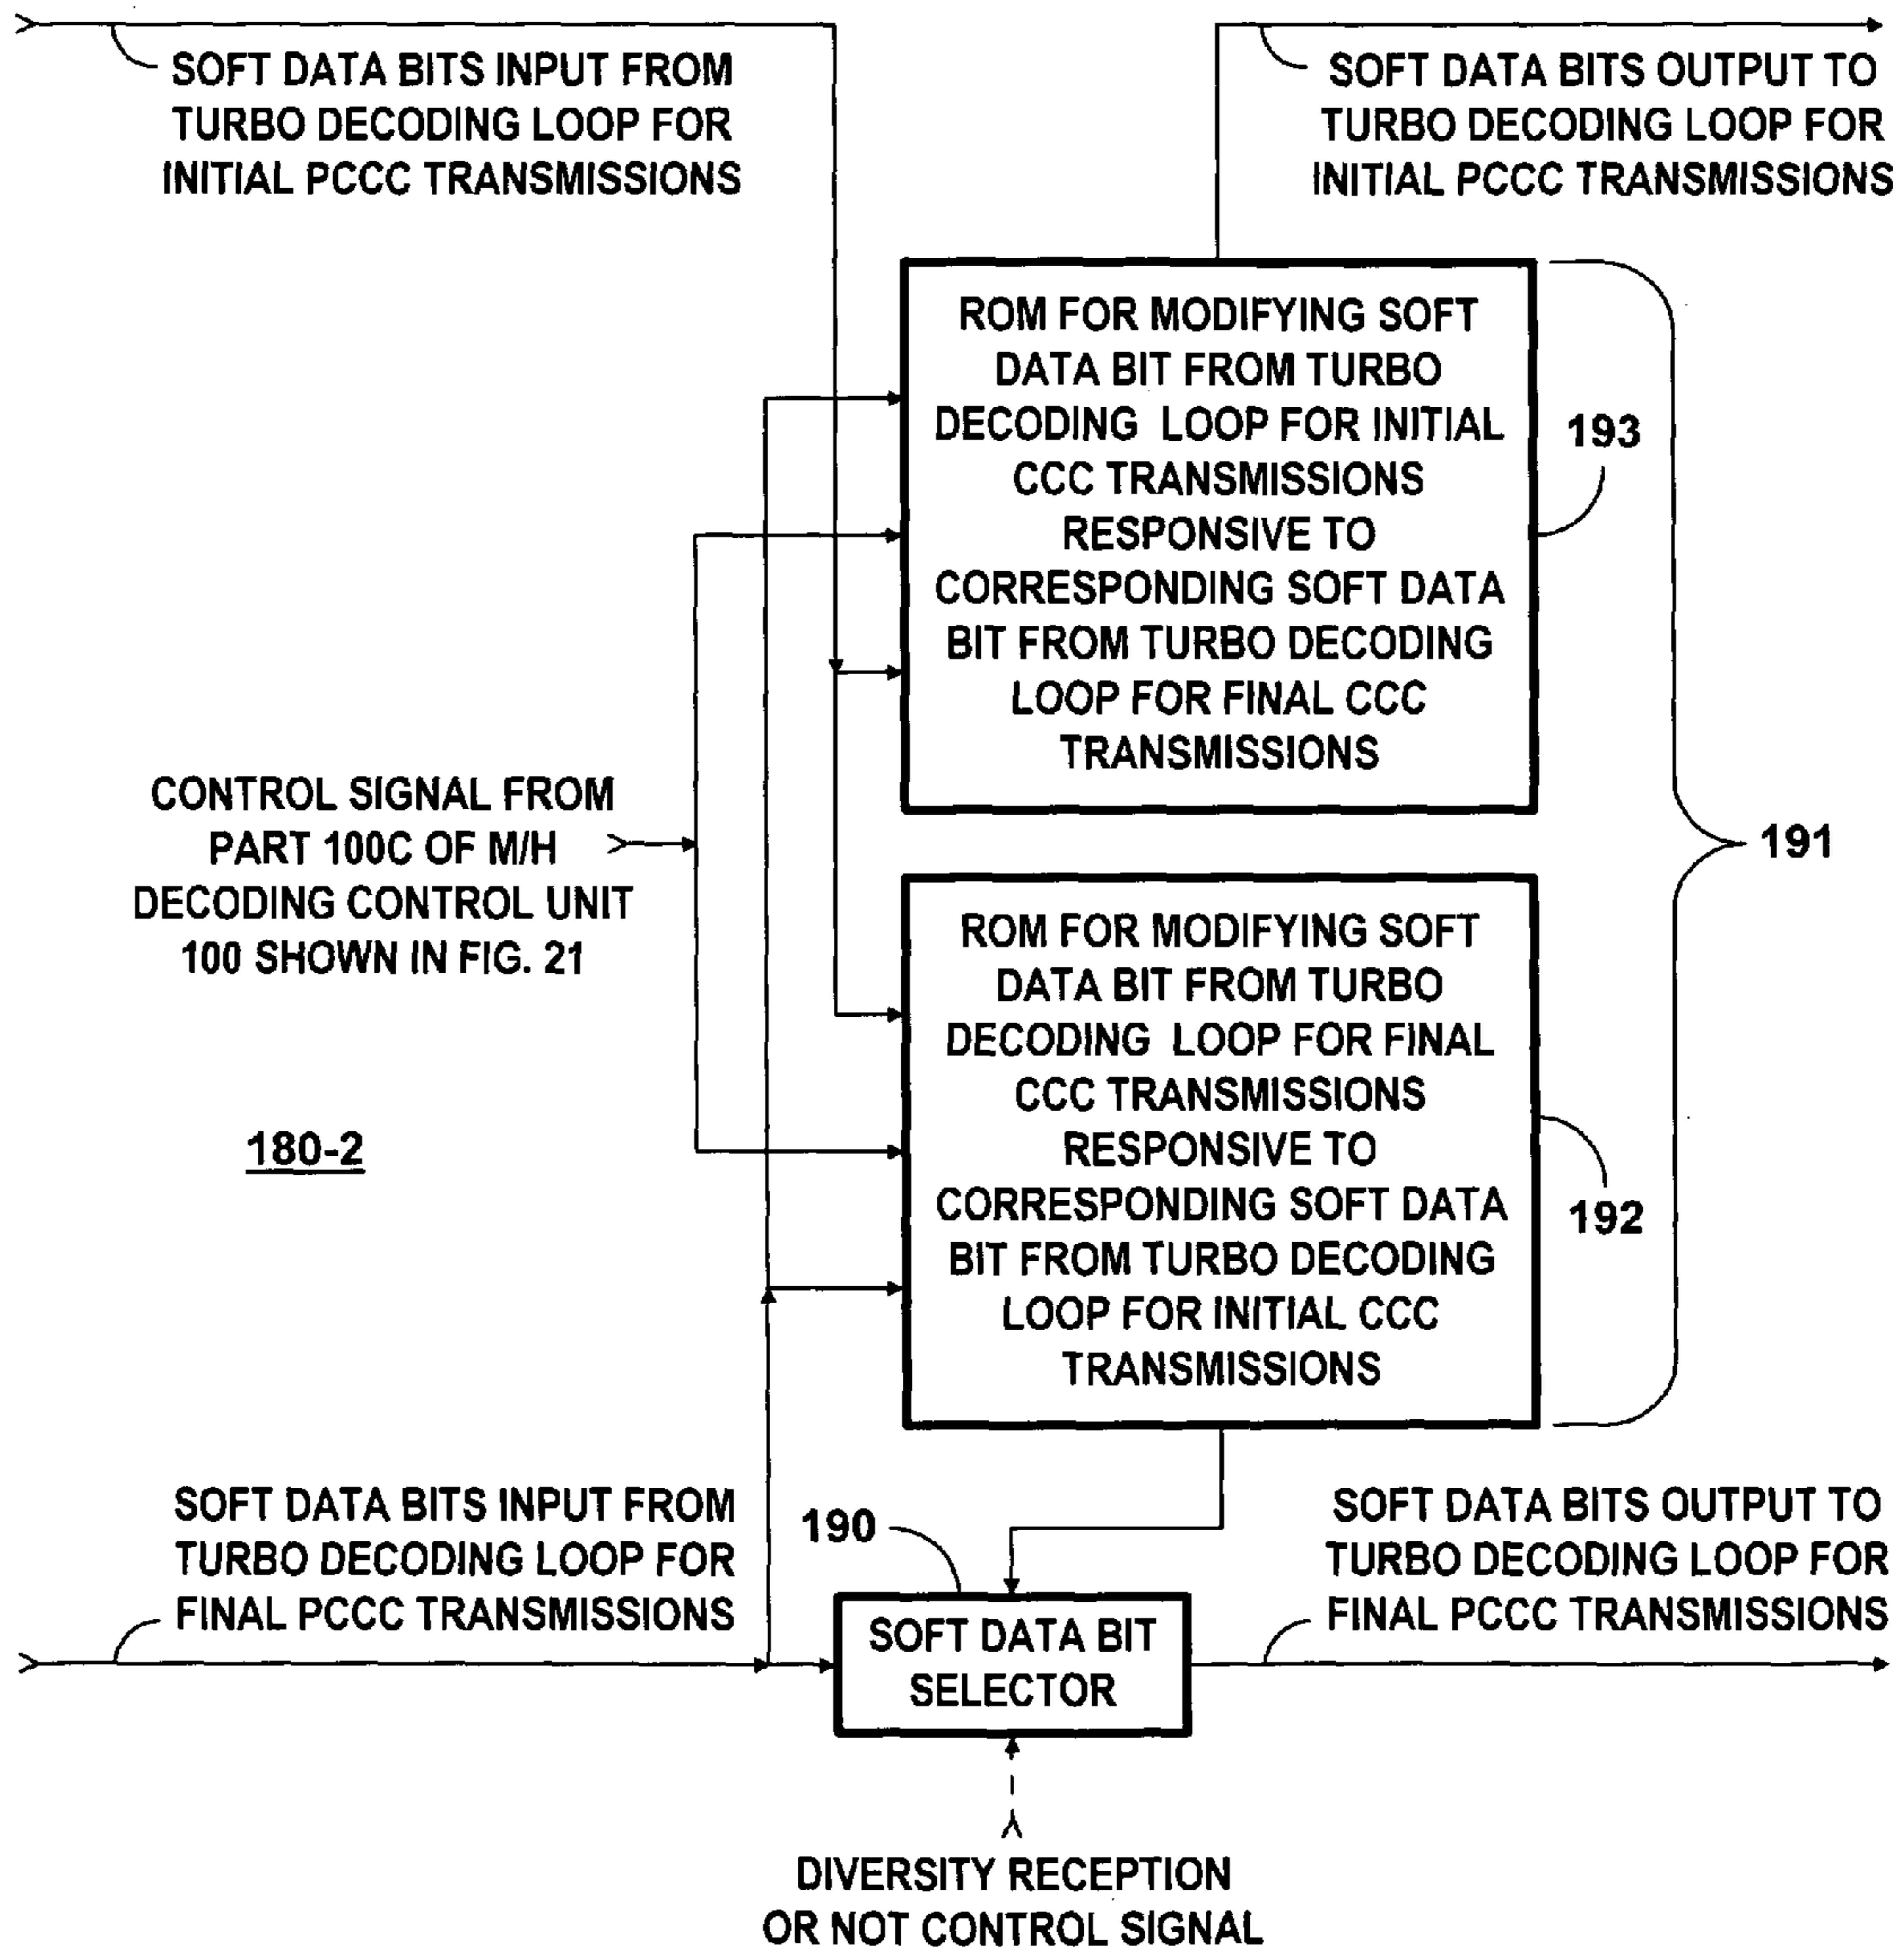 SOFT DATA BITS INPUT FROM
TURBO DECODING LOOP FOR
INITIAL PCCC TRANSMISSIONS
SOFT DATA BITS OUTPUT TO
TURBO DECODING LOOP FOR
INITIAL PCCC TRANSMISSIONS
ROM FOR MODIFYING SOFT
DATA BIT FROM TURBO
DECODING LOOP FOR INITIAL
CCC TRANSMISSIONS
RESPONSIVE TO
CORRESPONDING SOFT DATA
BIT FROM TURBO DECODING
LOOP FOR FINAL CCC
TRANSMISSIONS
193
CONTROL SIGNAL FROM
PART 100C OF M/H
DECODING CONTROL UNIT
100 SHOWN IN FIG. 21
191
ROM FOR MODIFYING SOFT
DATA BIT FROM TURBO
DECODING LOOP FOR FINAL
CCC TRANSMISSIONS
RESPONSIVE TO
CORRESPONDING SOFT DATA
BIT FROM TURBO DECODING
LOOP FOR INITIAL CCC
TRANSMISSIONS
180-2
192
SOFT DATA BITS INPUT FROM
TURBO DECODING LOOP FOR
FINAL PCCC TRANSMISSIONS
190
SOFT DATA BIT
SELECTOR
SOFT DATA BITS OUTPUT TO
TURBO DECODING LOOP FOR
FINAL PCCC TRANSMISSIONS
DIVERSITY RECEPTION
OR NOT CONTROL SIGNAL